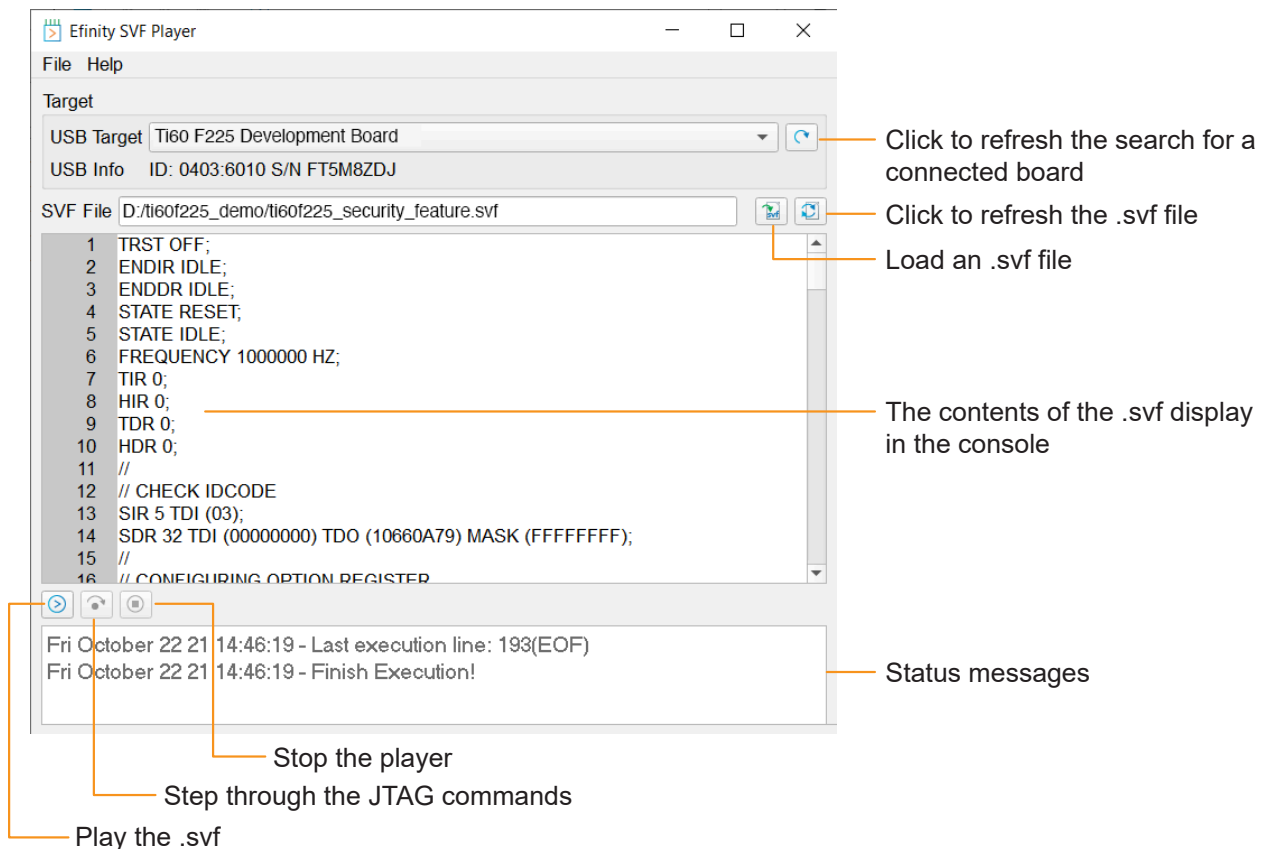 Efinity SVF Player
File Help
Target
USB Target Ti60 F225 Development Board
USB Info ID: 0403:6010 S/N FT5M8ZDJ
Click to refresh the search for a
connected board
SVF File D:/ti60f225_demo/ti60f225_security_feature.svf
svf
Click to refresh the .svf file
Load an .svf file
1 TRST OFF;
2 ENDIR IDLE;
3 ENDDR IDLE;
4 STATE RESET;
5 STATE IDLE;
6 FREQUENCY 1000000 HZ;
7 TIR 0;
8 HIR 0;
9 TDR 0;
10 HDR 0;
11 //
12 // CHECK IDCODE
13 SIR 5 TDI (03);
14 SDR 32 TDI (00000000) TDO (10660A79) MASK (FFFFFFFF);
15 //
16 // CONFIGURING OPTION REGISTER
The contents of the .svf display
in the console
Fri October 22 21 14:46:19 - Last execution line: 193(EOF)
Fri October 22 21 14:46:19 - Finish Execution!
Status messages
Stop the player
Step through the JTAG commands
Play the .svf